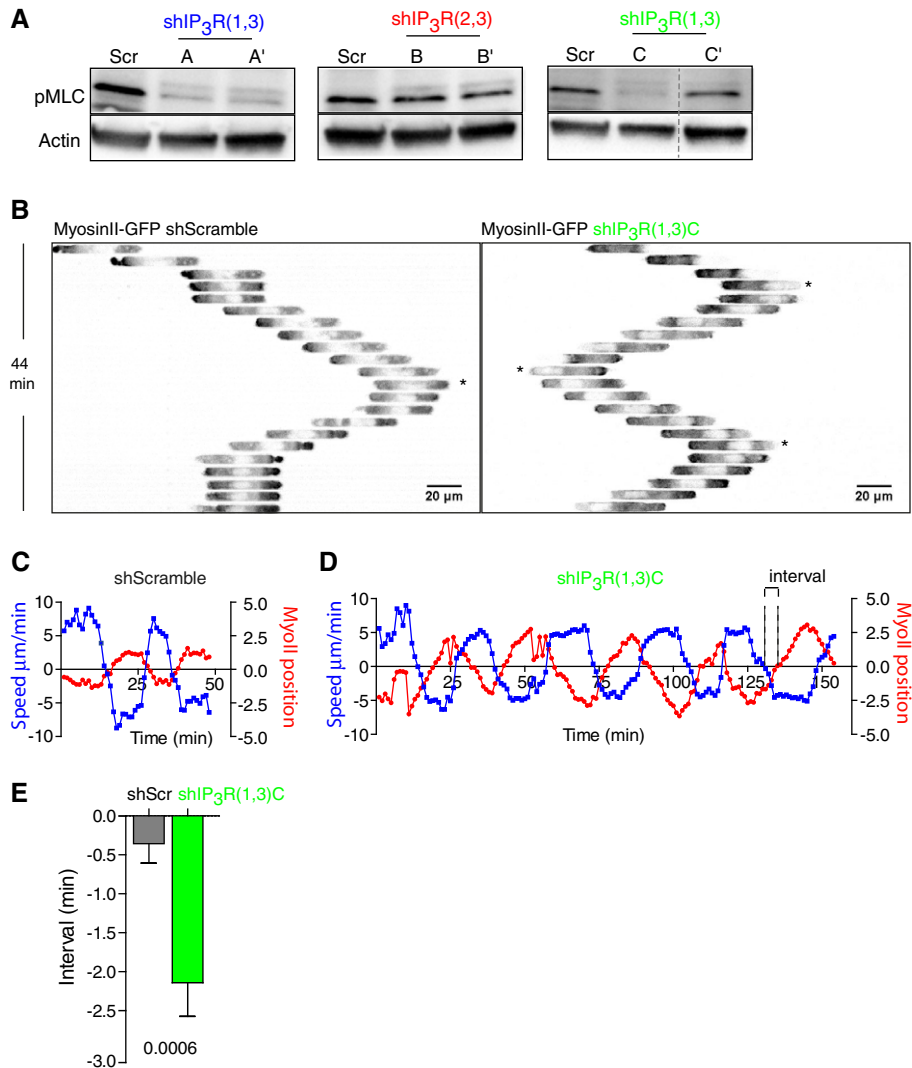 A
shIP3R(1,3) shIP3R(2,3) shIP3R(1,3)
Scr A A' Scr B B' Scr C C'
pMLC
Actin
B
MyosinII-GFP shScramble MyosinII-GFP shIP3R(1,3)C
*
*
*
*
44
min
20 µm 20 µm
C
shScramble
Speed µm/min
10
5
0
-5
-10
25 50
Time (min)
5.0
2.5
0.0
-2.5
-5.0
MyoII position
D
shIP3R(1,3)C
interval
Speed µm/min
10
5
0
-5
-10
25 50 75 100 125 150
Time (min)
5.0
2.5
0.0
-2.5
-5.0
MyoII position
E
shScr shIP3R(1,3)C
Interval (min)
0.0
-0.5
-1.0
-1.5
-2.0
-2.5
-3.0
0.0006